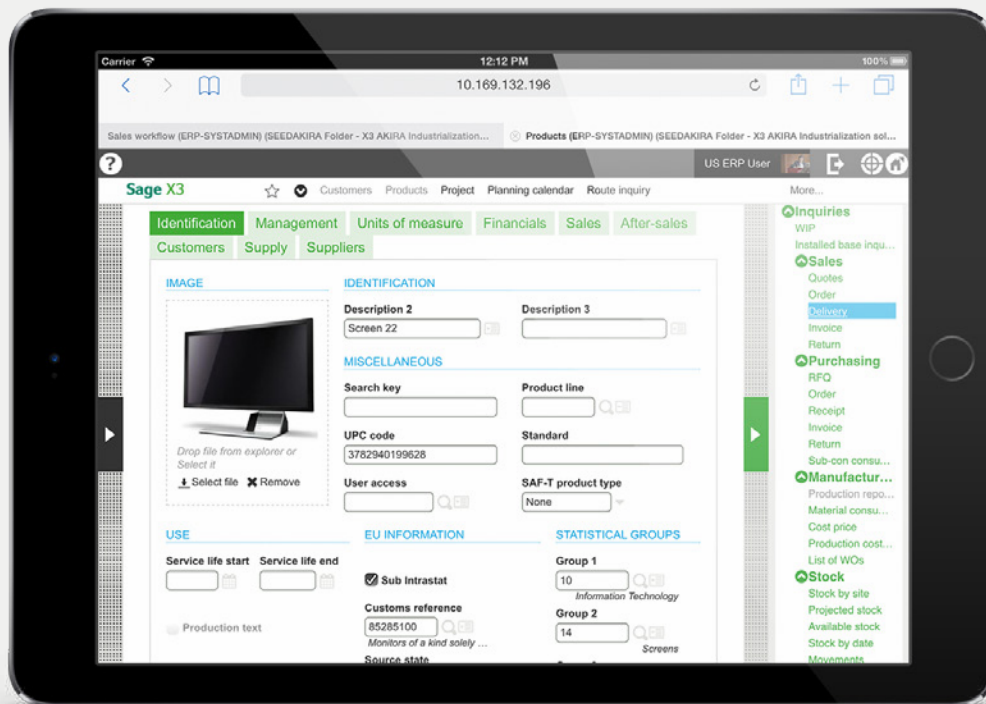 Carrier 12:12 PM 100%
10.169.132.196
Sales workflow (ERP-SYSTADMIN) (SEEDAKIRA Folder - X3 AKIRA Industrialization... Products (ERP-SYSTADMIN) (SEEDAKIRA Folder - X3 AKIRA Industrialization sol...
? US ERP User
Sage X3 Customers Products Project Planning calendar Route inquiry More...
Identification Management Units of measure Financials Sales After-sales
Customers Supply Suppliers
IMAGE
Drop file from explorer or
Select it
Select file Remove
IDENTIFICATION
Description 2 Description 3
Screen 22
MISCELLANEOUS
Search key Product line
UPC code Standard
3782940199628
User access SAF-T product type
None
USE
Service life start Service life end
Production text
EU INFORMATION
Sub Intrastat
Customs reference
85285100
Monitors of a kind solely ...
Source state
STATISTICAL GROUPS
Group 1
10
Information Technology
Group 2
14
Screens
Inquiries
WIP
Installed base inqu...
Sales
Quotes
Order
Delivery
Invoice
Return
Purchasing
RFQ
Order
Receipt
Invoice
Return
Sub-con consu...
Manufactur...
Production repo...
Material consu...
Cost price
Production cost...
List of WOs
Stock
Stock by site
Projected stock
Available stock
Stock by date
Movements